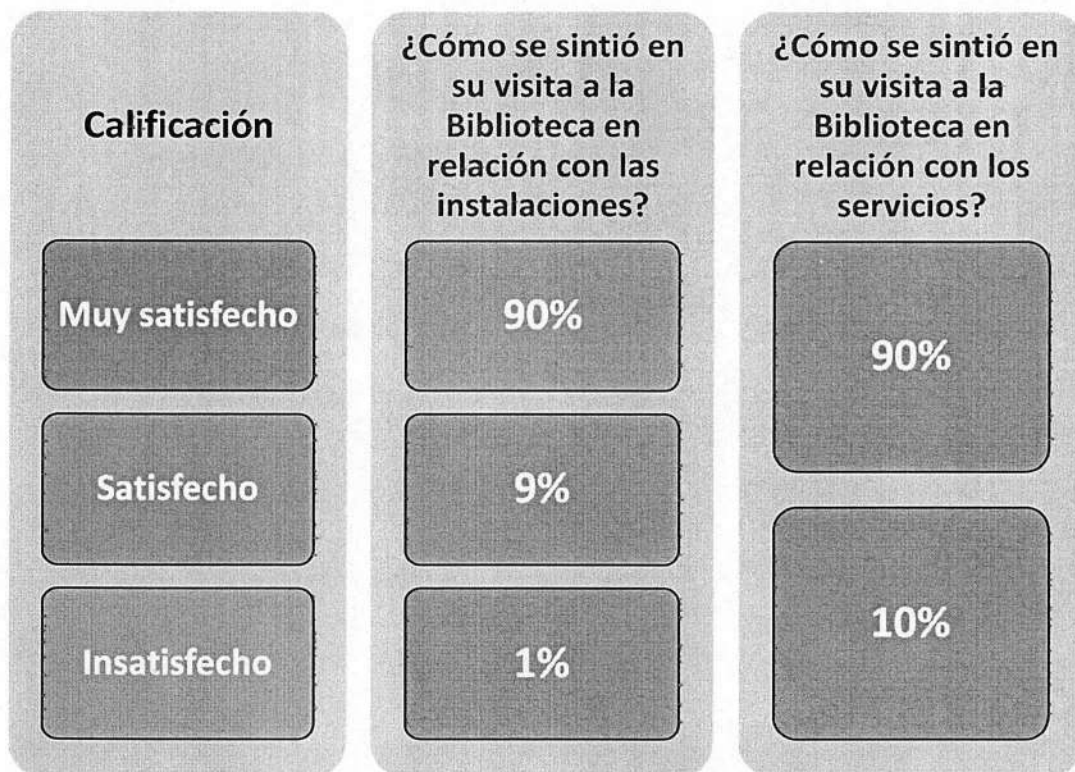 Calificación
Muy satisfecho
Satisfecho
Insatisfecho
¿Cómo se sintió en
su visita a la
Biblioteca en
relación con las
instalaciones?
90%
9%
1%
¿Cómo se sintió en
su visita a la
Biblioteca en
relación con los
servicios?
90%
10%